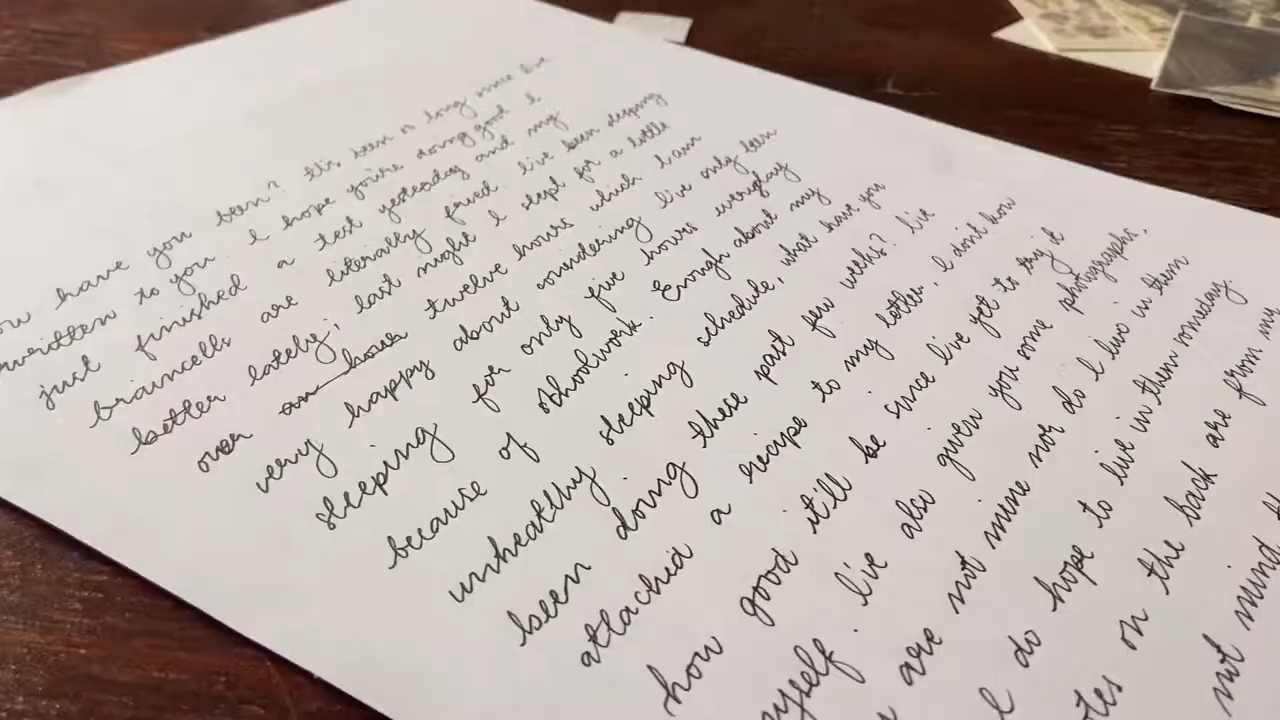 have you been? It's been so long since I've
written to you. I hope you're doing good I
just finished a test yesterday and my
braincells are literally fried. I've been sleeping
better lately; last night I slept for a little
over an hour twelve hours which I am
very happy about considering I've only been
sleeping for only five hours everyday
because of schoolwork. Enough about my
unhealthy sleeping schedule, what have you
been doing these past few weeks? I've
attached a recipe to my letter, I don't know
how good it'll be since I've yet to try it
myself. I've also given you some photographs,
are not mine nor do I live in them
I do hope to live in them someday.
on the back are from my
not mind